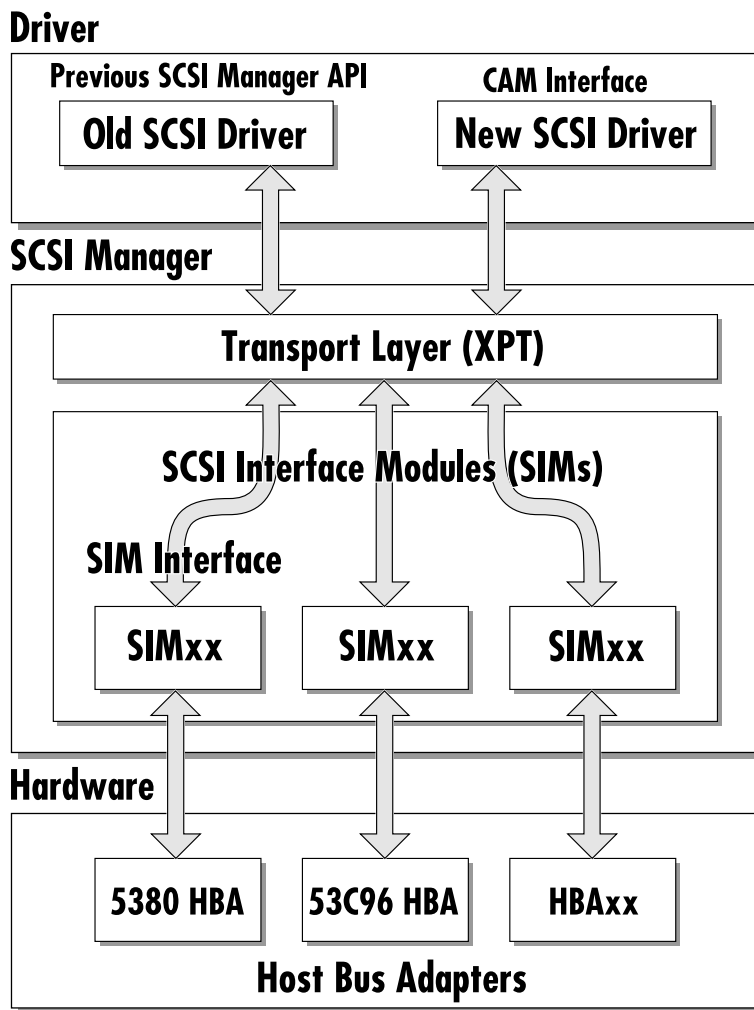 Driver
Previous SCSI Manager API
CAM Interface
Old SCSI Driver
New SCSI Driver
SCSI Manager
Transport Layer (XPT)
SCSI Interface Modules (SIMs)
SIM Interface
SIMxx
SIMxx
SIMxx
Hardware
5380 HBA
53C96 HBA
HBAxx
Host Bus Adapters